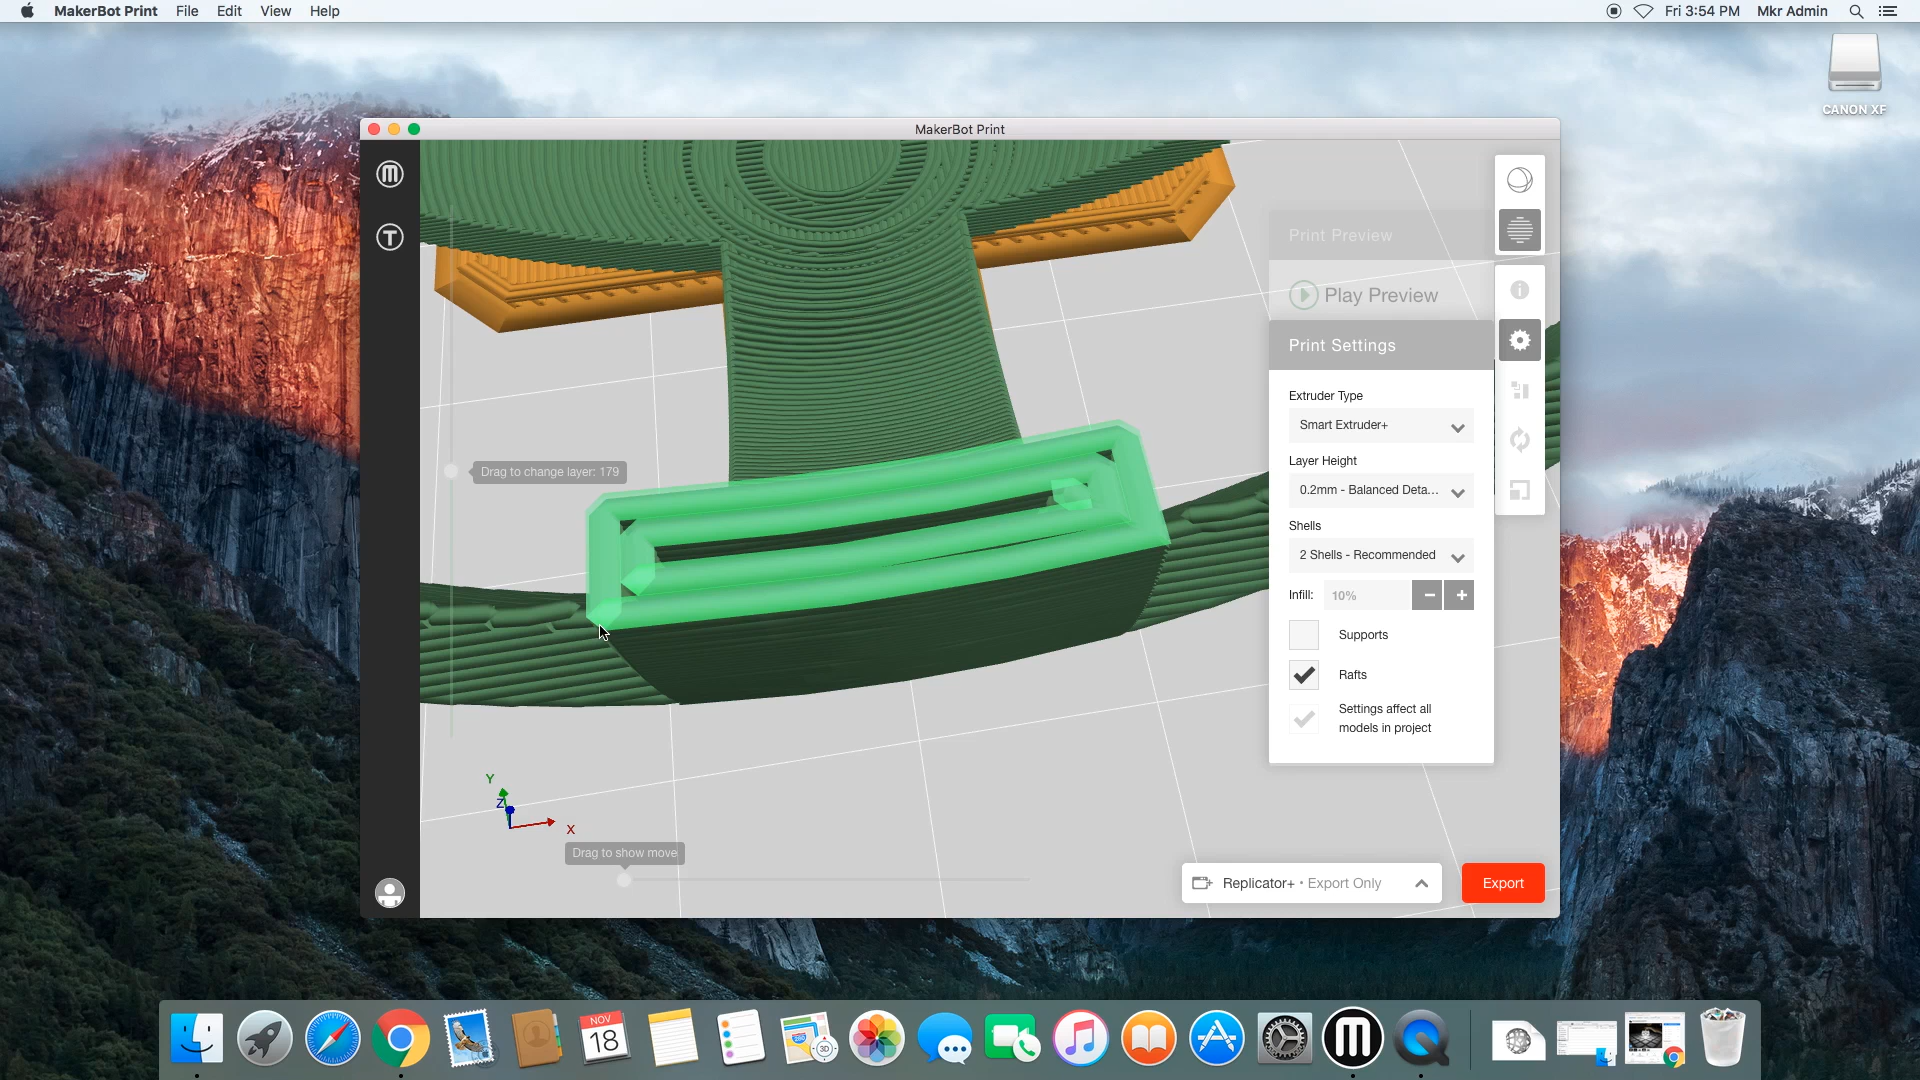 MakerBot Print File Edit View Help
Fri 3:54 PM Mkr Admin
CANON XF
MakerBot Print
M
T
Print Preview
Play Preview
Print Settings
Extruder Type
Smart Extruder+
Layer Height
0.2mm - Balanced Deta...
Shells
2 Shells - Recommended
Infill: 10%
Supports
Rafts
Settings affect all
models in project
Drag to change layer: 179
Y
Z
X
Drag to show move
Replicator+ • Export Only
Export
NOV
18
280
3D
M